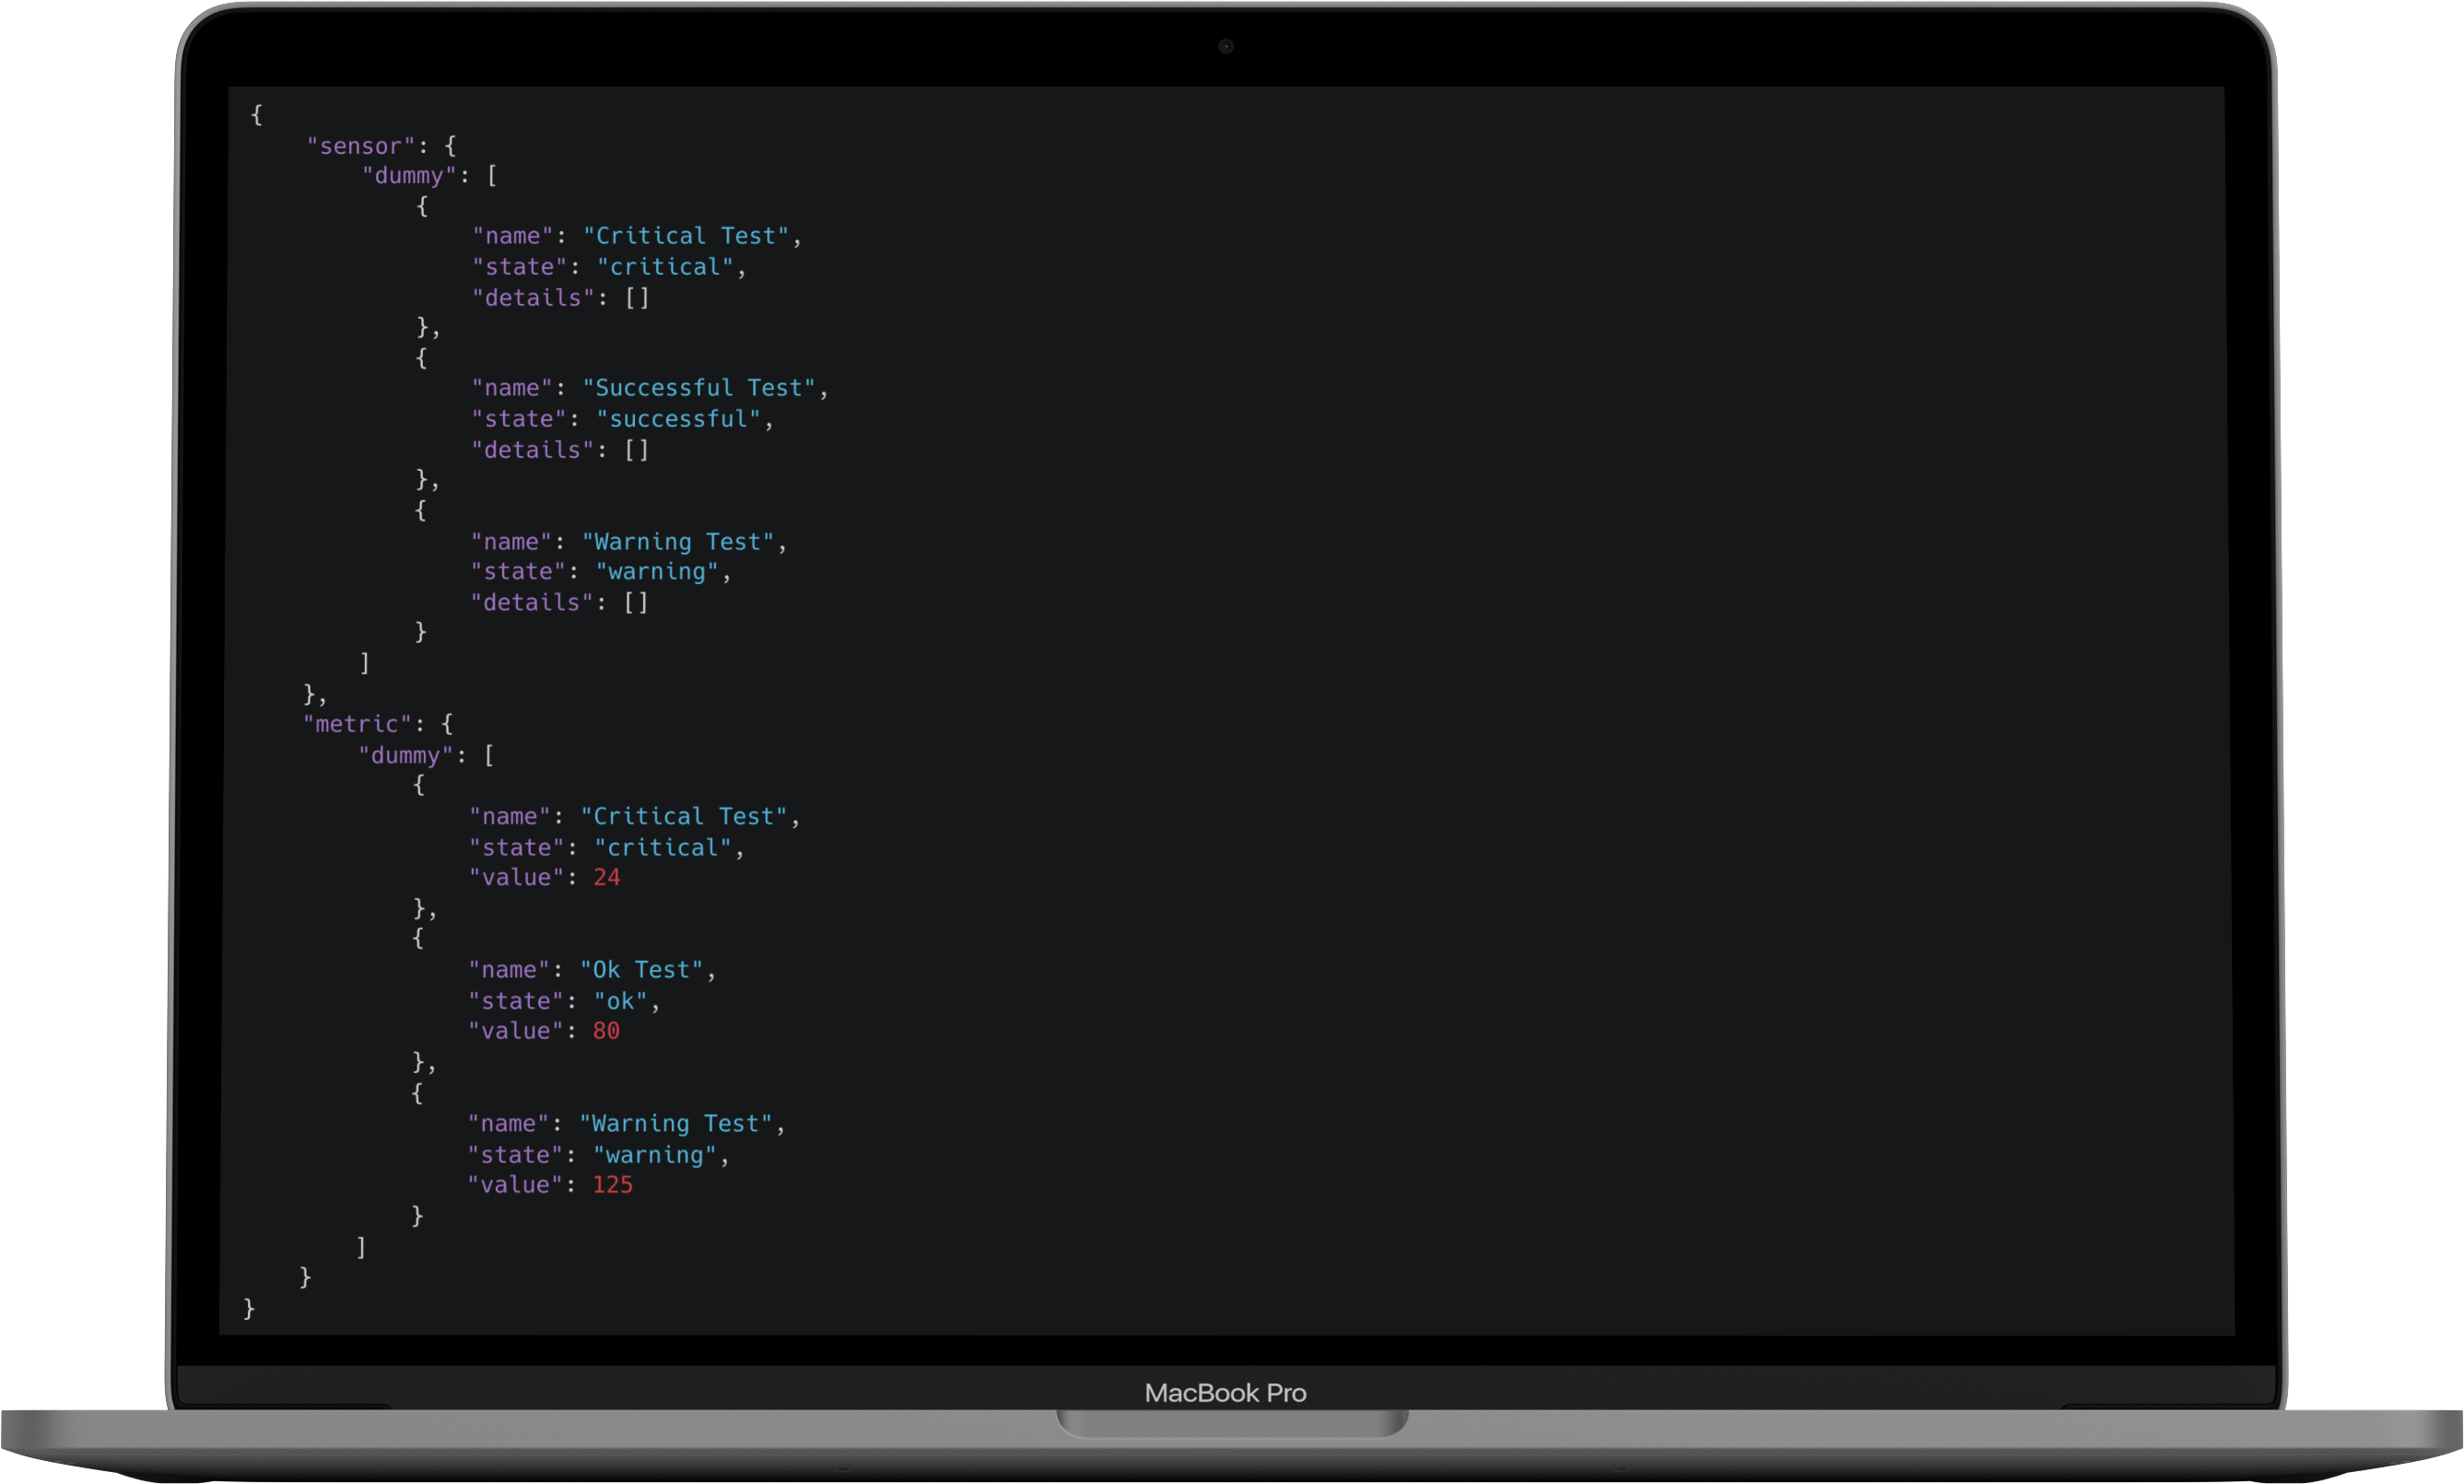 {
    "sensor": {
        "dummy": [
            {
                "name": "Critical Test",
                "state": "critical",
                "details": []
            },
            {
                "name": "Successful Test",
                "state": "successful",
                "details": []
            },
            {
                "name": "Warning Test",
                "state": "warning",
                "details": []
            }
        ]
    },
    "metric": {
        "dummy": [
            {
                "name": "Critical Test",
                "state": "critical",
                "value": 24
            },
            {
                "name": "Ok Test",
                "state": "ok",
                "value": 80
            },
            {
                "name": "Warning Test",
                "state": "warning",
                "value": 125
            }
        ]
    }
}
MacBook Pro